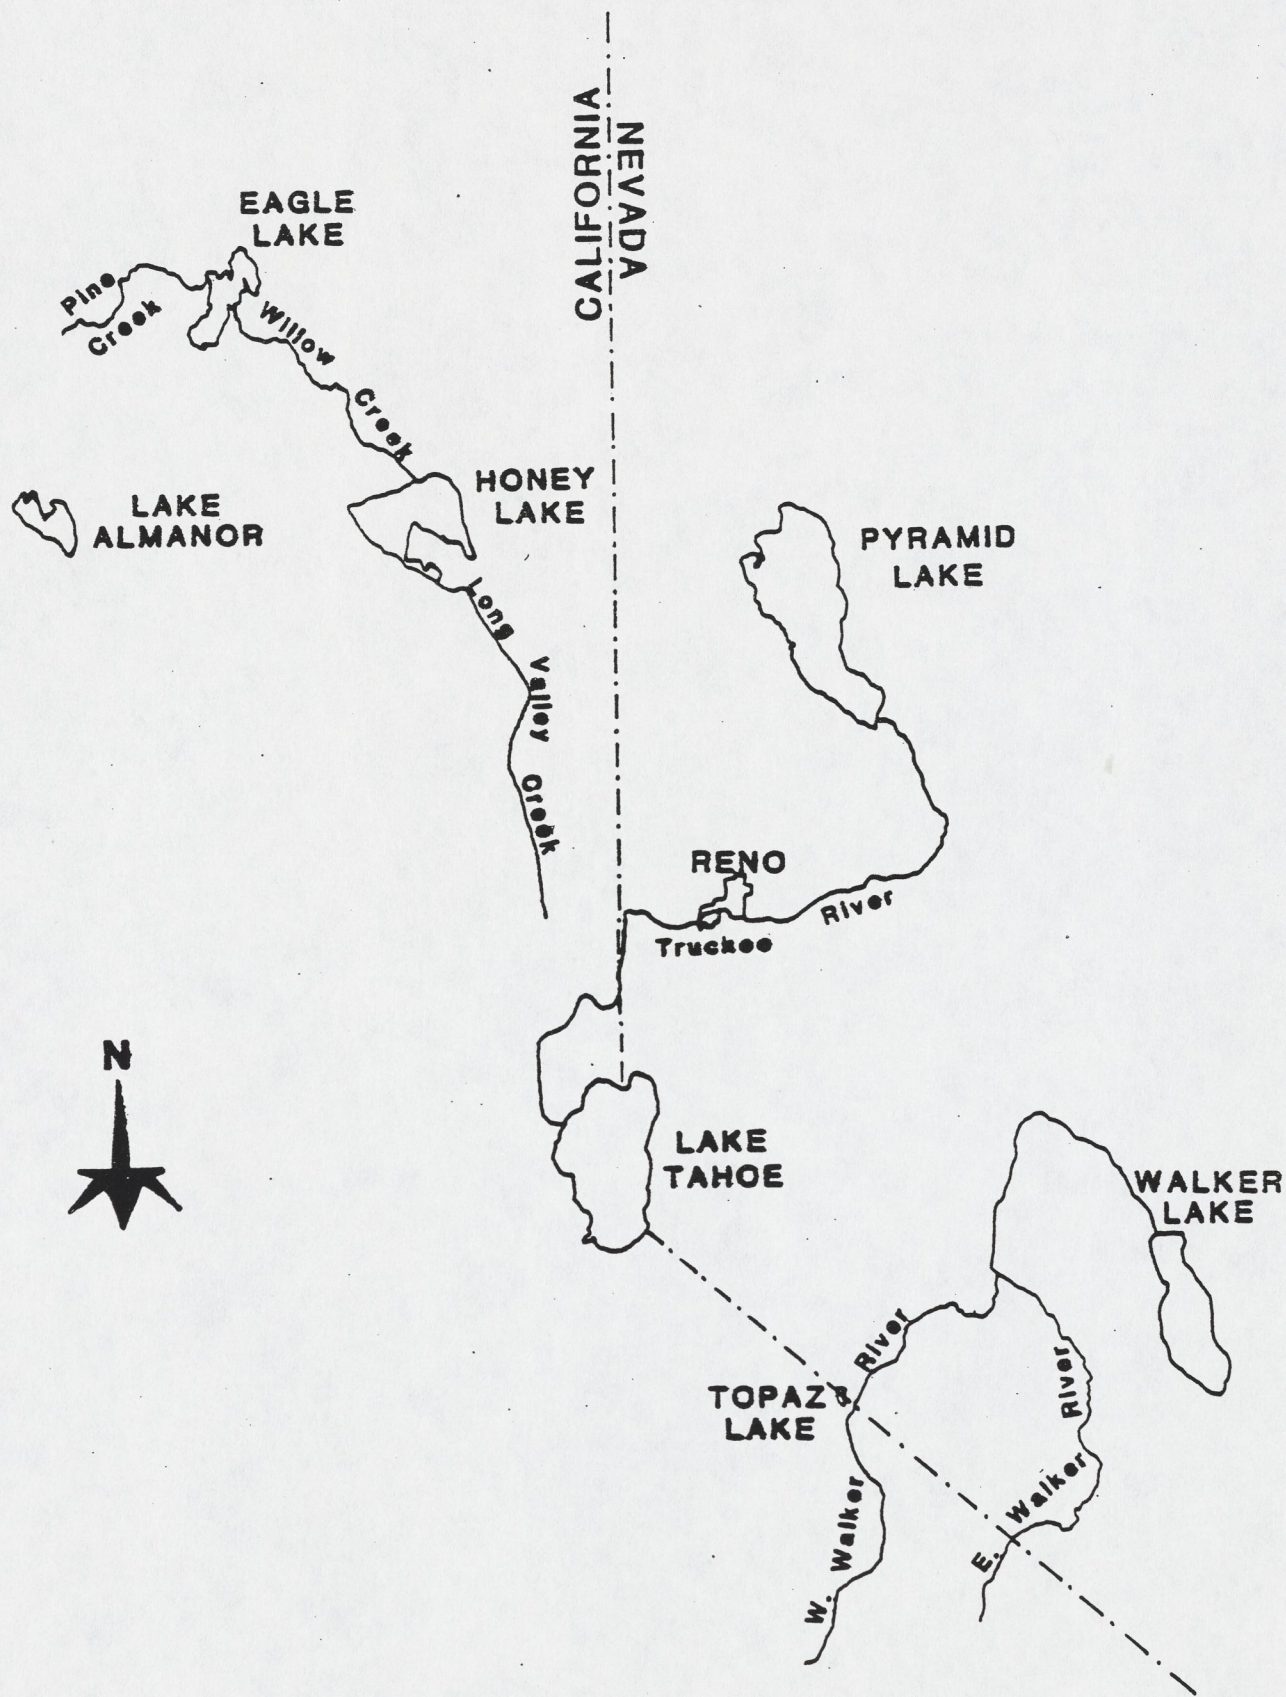 CALIFORNIA
NEVADA
EAGLE
LAKE
Pine
Creek
Willow
Creek
HONEY
LAKE
LAKE
ALMANOR
PYRAMID
LAKE
Long
Valley
Creek
RENO
River
Truckee
N
LAKE
TAHOE
WALKER
LAKE
River
River
TOPAZ
LAKE
Walker
W.
Walker
E.